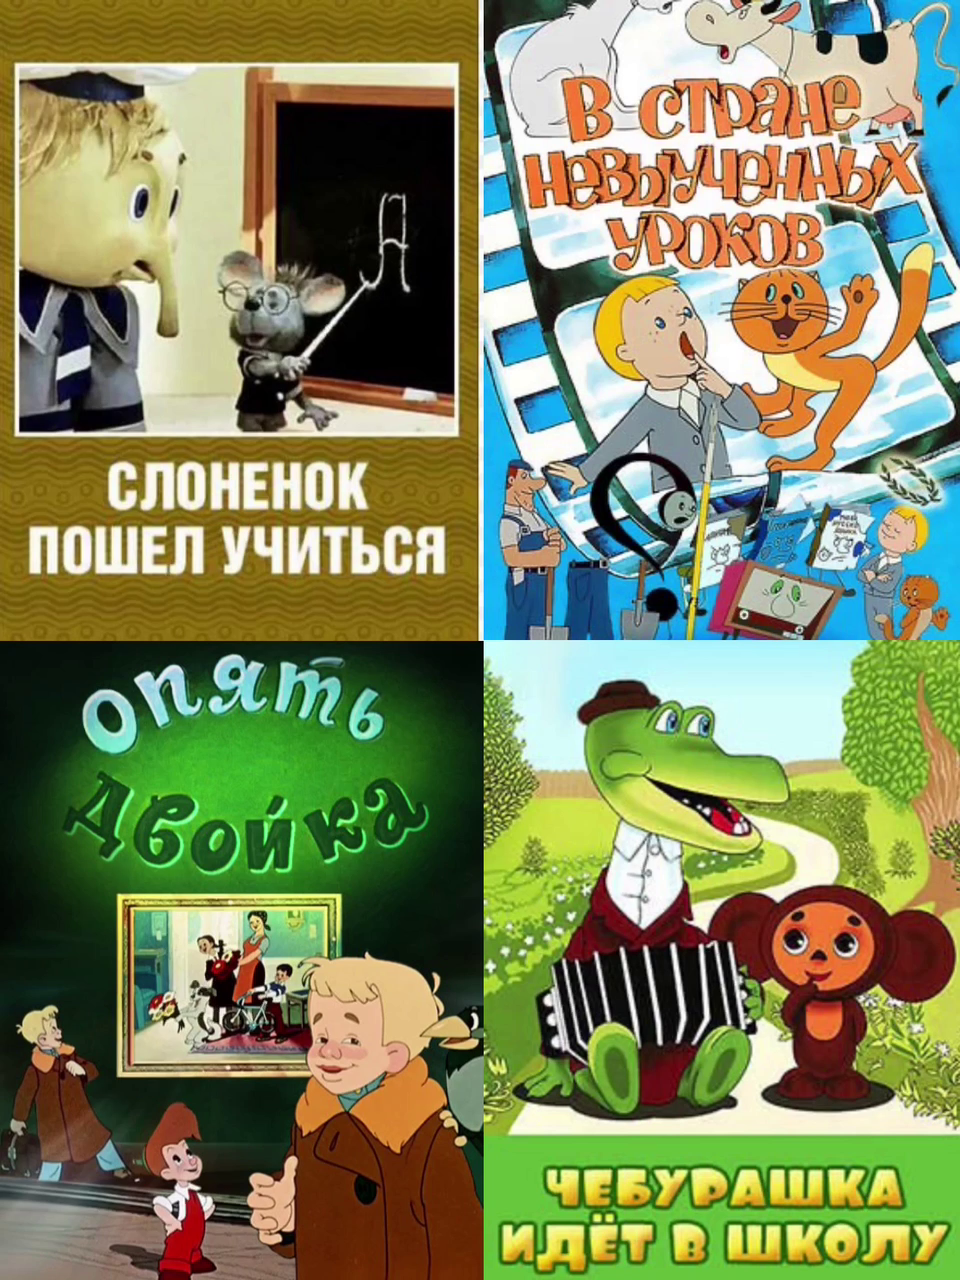 Я
СЛОНЕНОК
ПОШЕЛ УЧИТЬСЯ
В стране
невыученных
уроков
Опять
двойка
ЧЕБУРАШКА
ИДЁТ В ШКОЛУ